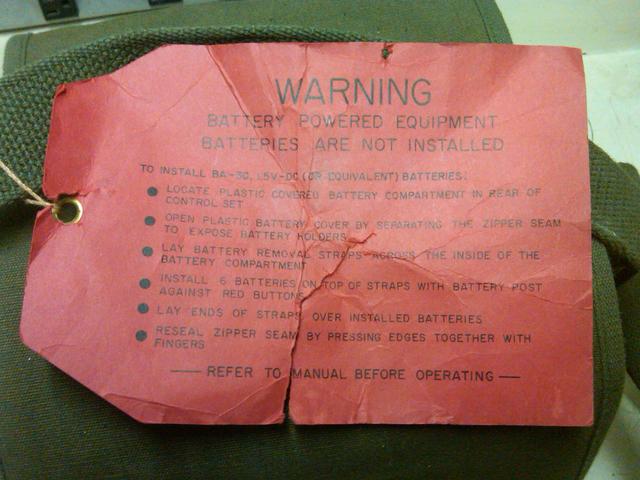 WARNING
BATTERY POWERED EQUIPMENT
BATTERIES ARE NOT INSTALLED
TO INSTALL BA-30, 1.5V-DC (OR EQUIVALENT) BATTERIES:
● LOCATE PLASTIC COVERED BATTERY COMPARTMENT IN REAR OF
CONTROL SET
● OPEN PLASTIC BATTERY COVER BY SEPARATING THE ZIPPER SEAM
TO EXPOSE BATTERY HOLDERS
● LAY BATTERY REMOVAL STRAPS ACROSS THE INSIDE OF THE
BATTERY COMPARTMENT
● INSTALL 6 BATTERIES ON TOP OF STRAPS WITH BATTERY POST
AGAINST RED BUTTONS
● LAY ENDS OF STRAPS OVER INSTALLED BATTERIES
● RESEAL ZIPPER SEAM BY PRESSING EDGES TOGETHER WITH
FINGERS
— REFER TO MANUAL BEFORE OPERATING —